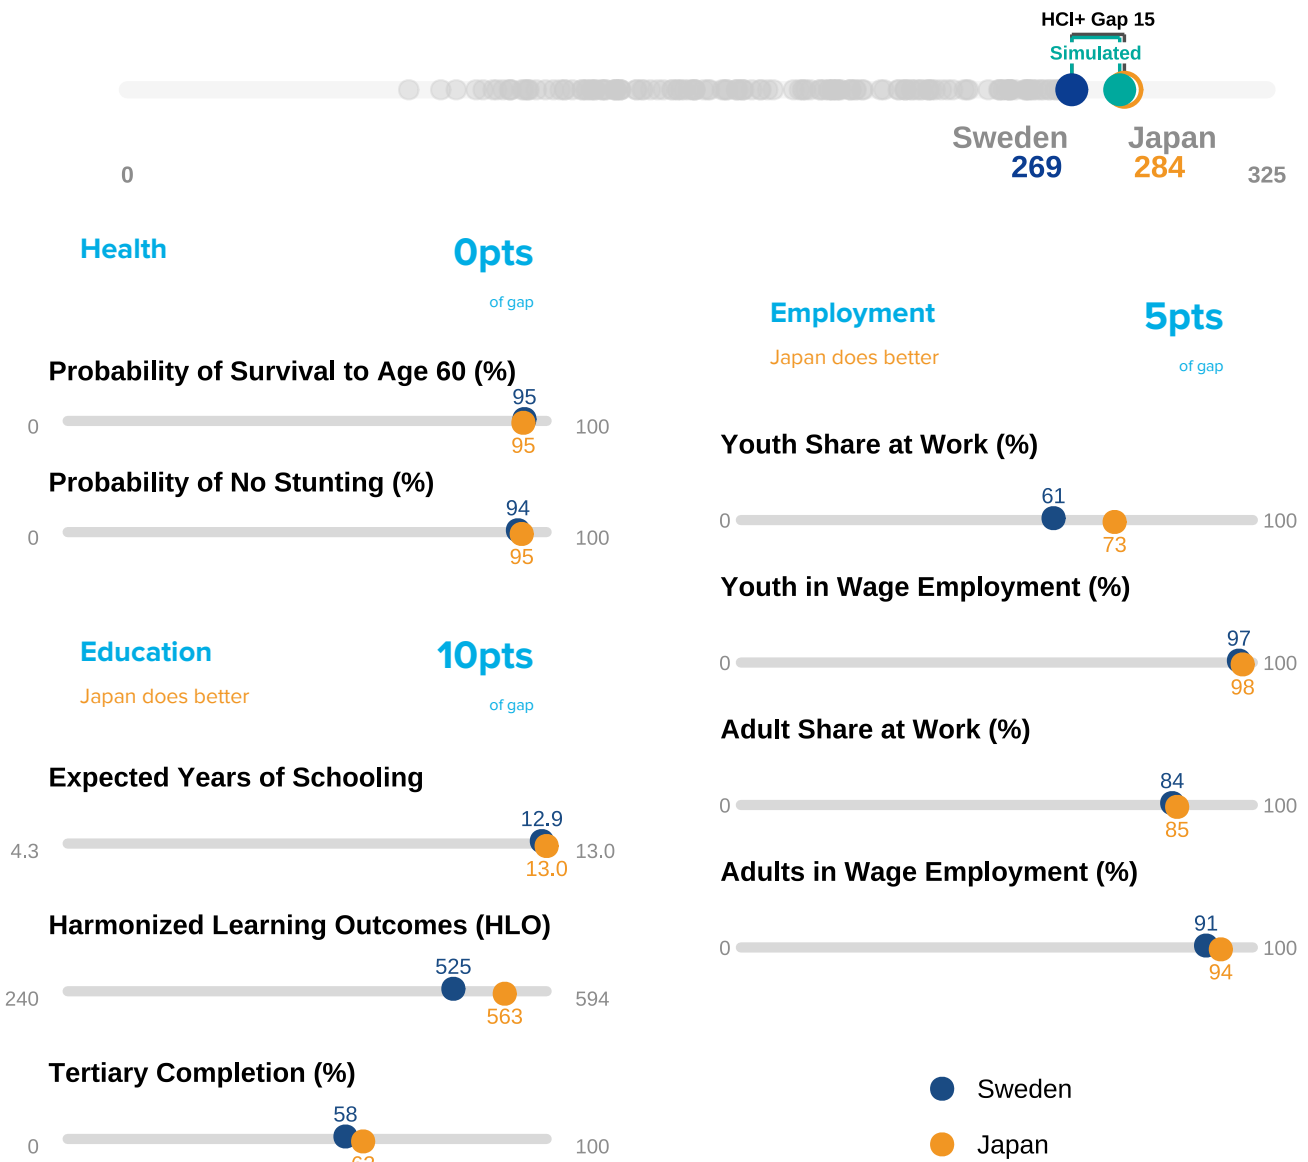 HCI+ Gap 15
Simulated
Sweden
269
Japan
284
0
325
Health
0pts
of gap
Probability of Survival to Age 60 (%)
95
0
100
95
Probability of No Stunting (%)
94
0
100
95
Education
10pts
Japan does better
of gap
Expected Years of Schooling
12.9
4.3
13.0
13.0
Harmonized Learning Outcomes (HLO)
525
240
594
563
Tertiary Completion (%)
58
0
100
Employment
5pts
Japan does better
of gap
Youth Share at Work (%)
61
0
100
73
Youth in Wage Employment (%)
97
0
100
98
Adult Share at Work (%)
84
0
100
85
Adults in Wage Employment (%)
91
0
100
94
Sweden
Japan